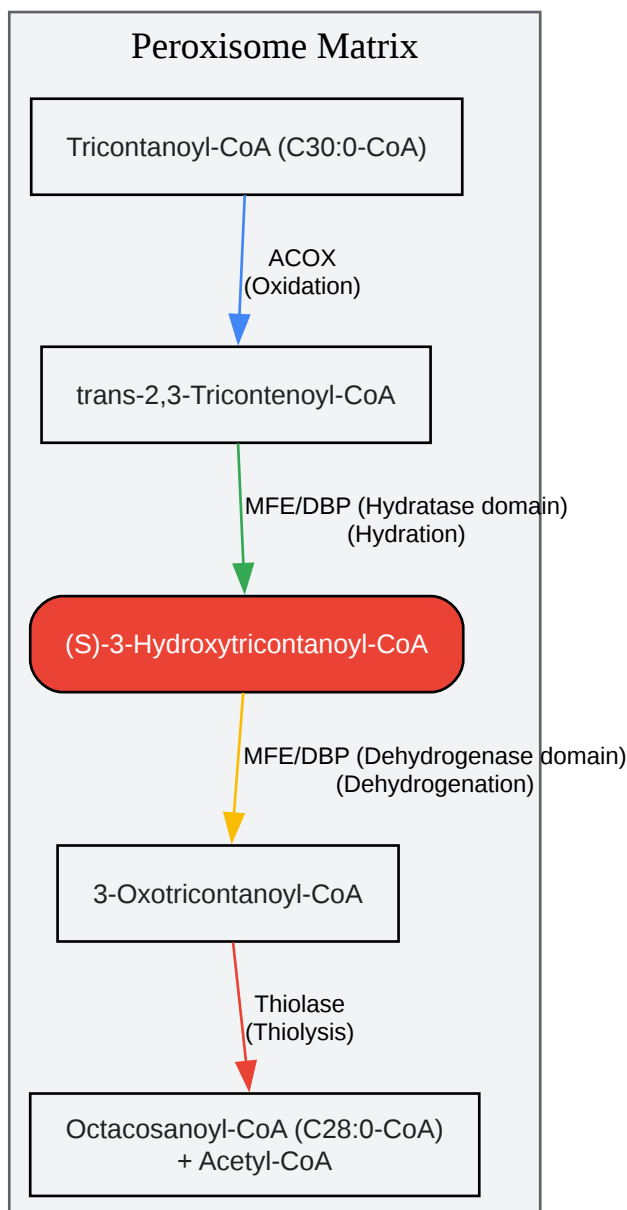 Peroxisome Matrix
Tricontanoyl-CoA (C30:0-CoA)
ACOX
(Oxidation)
trans-2,3-Tricontenoyl-CoA
MFE/DBP (Hydratase domain)
(Hydration)
(S)-3-Hydroxytricontanoyl-CoA
MFE/DBP (Dehydrogenase domain)
(Dehydrogenation)
3-Oxotricontanoyl-CoA
Thiolase
(Thiolysis)
Octacosanoyl-CoA (C28:0-CoA)
+ Acetyl-CoA